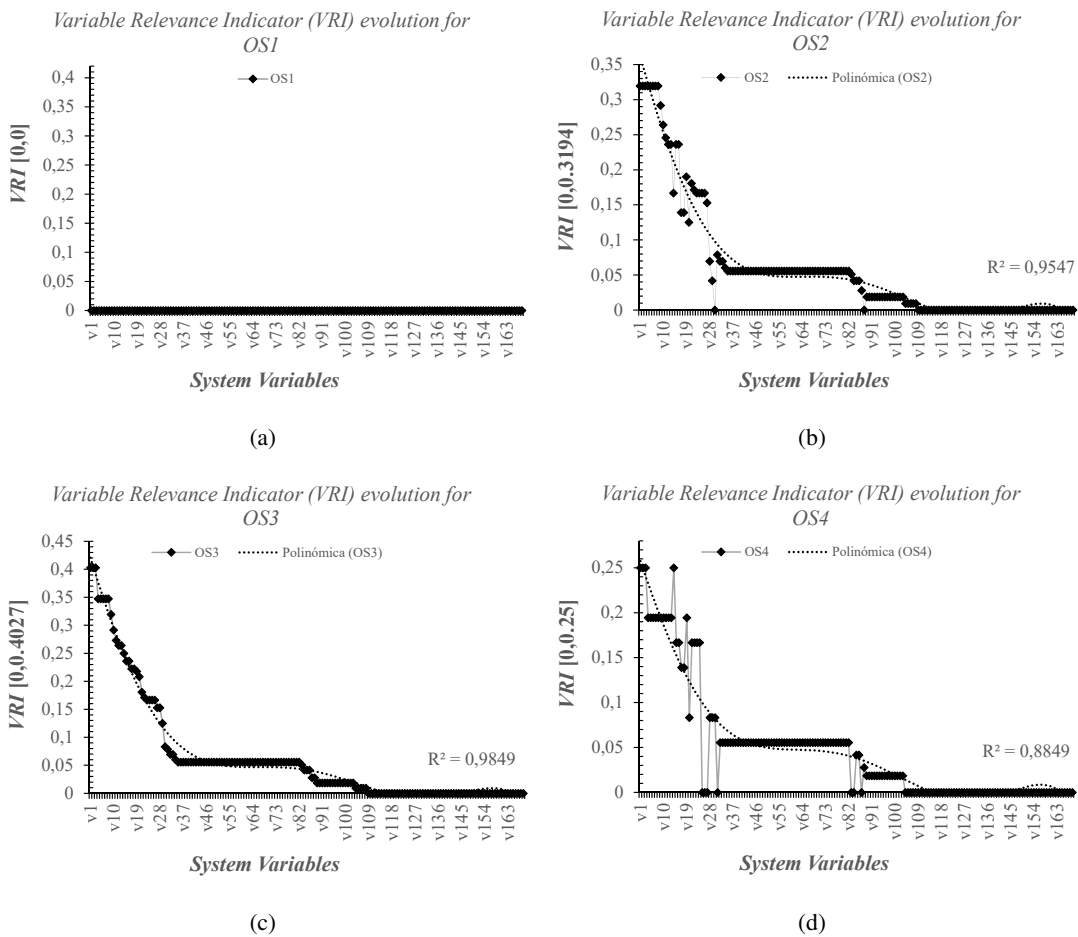 Variable Relevance Indicator (VRI) evolution for
OS1
OS1
0,4
0,35
0,3
0,25
0,2
0,15
0,1
0,05
0
VRI [0,0]
v1 v10 v19 v28 v37 v46 v55 v64 v73 v82 v91 v100 v109 v118 v127 v136 v145 v154 v163
System Variables
(a)
Variable Relevance Indicator (VRI) evolution for
OS2
OS2 Polinómica (OS2)
0,35
0,3
0,25
0,2
0,15
0,1
0,05
0
VRI [0,0.3194]
R² = 0,9547
v1 v10 v19 v28 v37 v46 v55 v64 v73 v82 v91 v100 v109 v118 v127 v136 v145 v154 v163
System Variables
(b)
Variable Relevance Indicator (VRI) evolution for
OS3
OS3 Polinómica (OS3)
0,45
0,4
0,35
0,3
0,25
0,2
0,15
0,1
0,05
0
VRI [0,0.4027]
R² = 0,9849
v1 v10 v19 v28 v37 v46 v55 v64 v73 v82 v91 v100 v109 v118 v127 v136 v145 v154 v163
System Variables
(c)
Variable Relevance Indicator (VRI) evolution for
OS4
OS4 Polinómica (OS4)
0,25
0,2
0,15
0,1
0,05
0
VRI [0,0.25]
R² = 0,8849
v1 v10 v19 v28 v37 v46 v55 v64 v73 v82 v91 v100 v109 v118 v127 v136 v145 v154 v163
System Variables
(d)